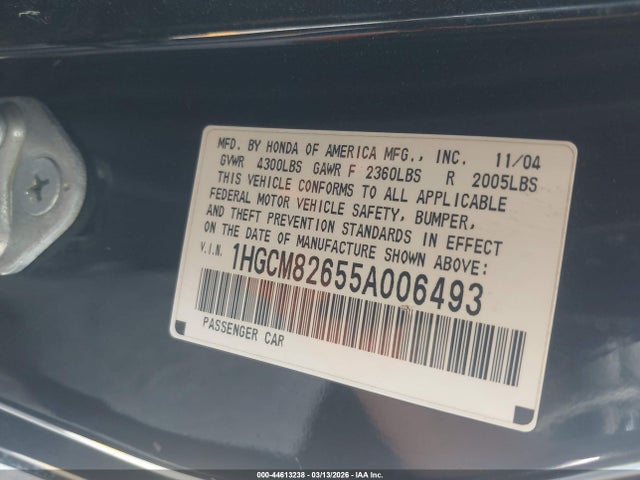 MFD. BY HONDA OF AMERICA MFG., INC. 11/04
GVWR 4300LBS GAWR F 2360LBS R 2005LBS
THIS VEHICLE CONFORMS TO ALL APPLICABLE
FEDERAL MOTOR VEHICLE SAFETY, BUMPER,
AND THEFT PREVENTION STANDARDS IN EFFECT
ON THE DATE OF MANUFACTURE SHOWN ABOVE:
V.I.N. 1HGCM82655A006493
PASSENGER CAR
000-44613238 - 03/13/2026 - IAA Inc.